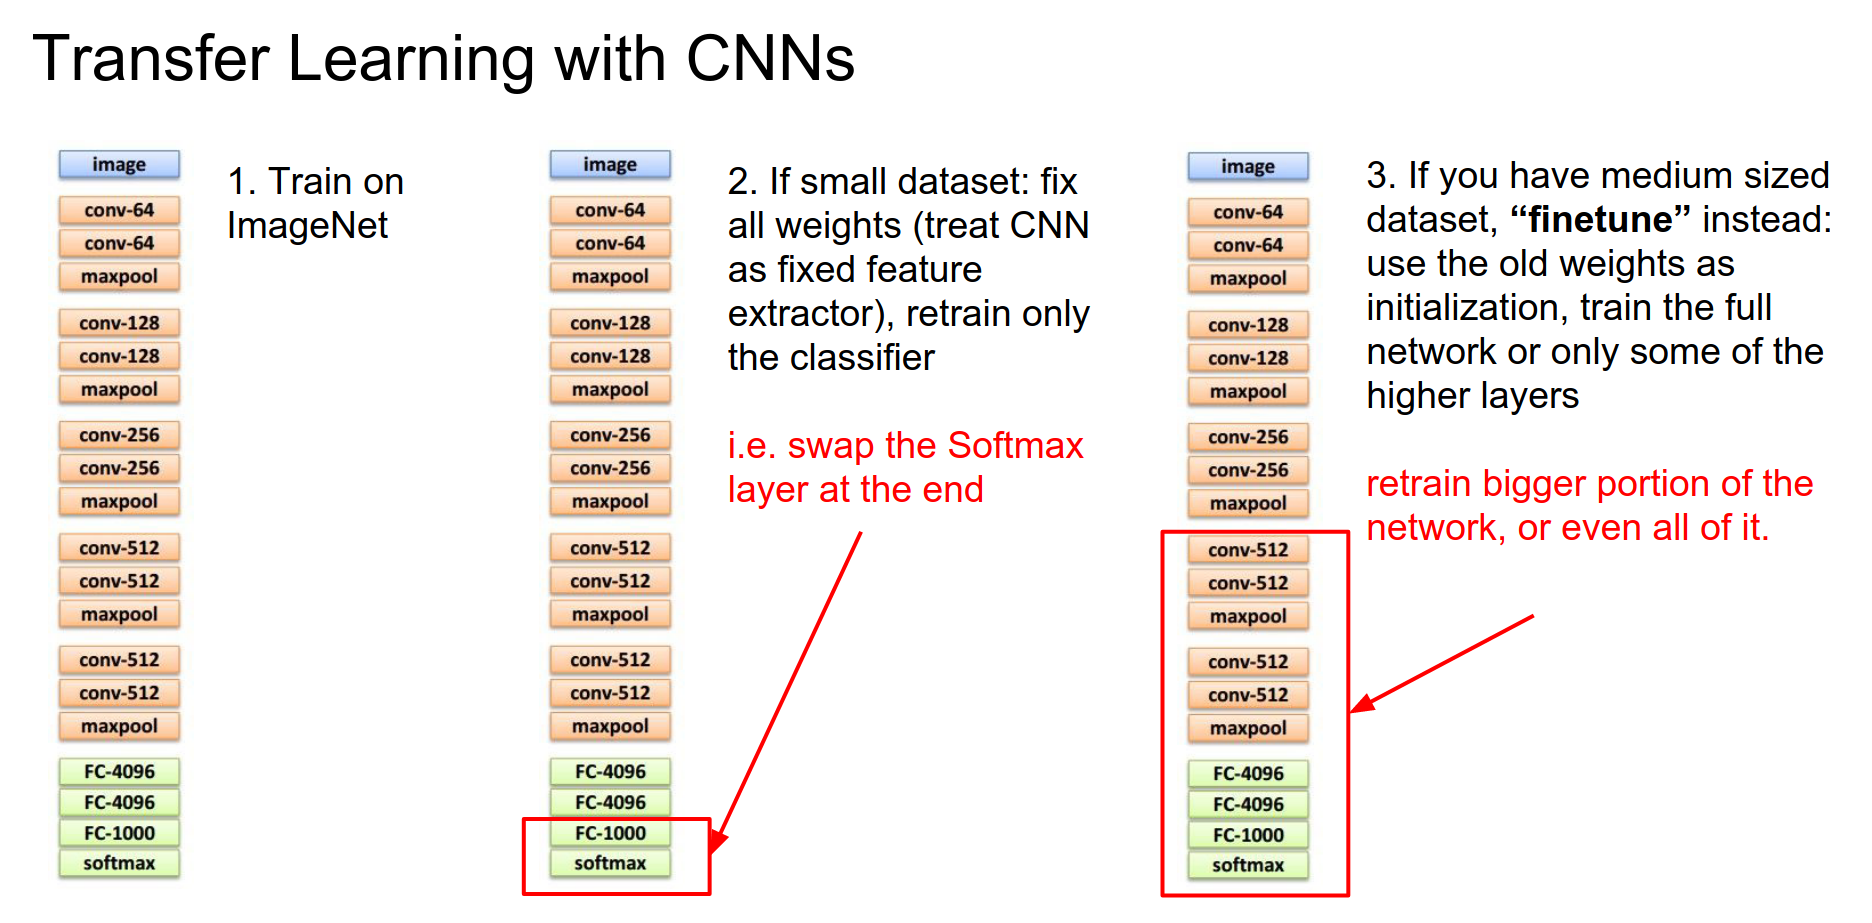 Transfer Learning with CNNs
image
conv-64
conv-64
maxpool
conv-128
conv-128
maxpool
conv-256
conv-256
maxpool
conv-512
conv-512
maxpool
conv-512
conv-512
maxpool
FC-4096
FC-4096
FC-1000
softmax
1. Train on
ImageNet
image
conv-64
conv-64
maxpool
conv-128
conv-128
maxpool
conv-256
conv-256
maxpool
conv-512
conv-512
maxpool
conv-512
conv-512
maxpool
FC-4096
FC-4096
FC-1000
softmax
2. If small dataset: fix
all weights (treat CNN
as fixed feature
extractor), retrain only
the classifier
i.e. swap the Softmax
layer at the end
image
conv-64
conv-64
maxpool
conv-128
conv-128
maxpool
conv-256
conv-256
maxpool
conv-512
conv-512
maxpool
conv-512
conv-512
maxpool
FC-4096
FC-4096
FC-1000
softmax
3. If you have medium sized
dataset, “finetune” instead:
use the old weights as
initialization, train the full
network or only some of the
higher layers
retrain bigger portion of the
network, or even all of it.